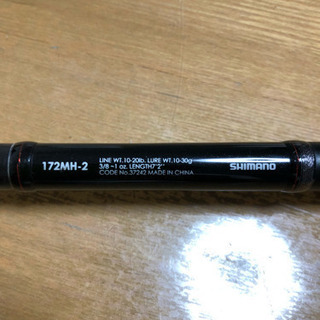 172MH-2
LINE WT.10-20lb. LURE WT.10-30g
3/8 ~1 oz. LENGTH7'2"
CODE No.37242 MADE IN CHINA
SHIMANO